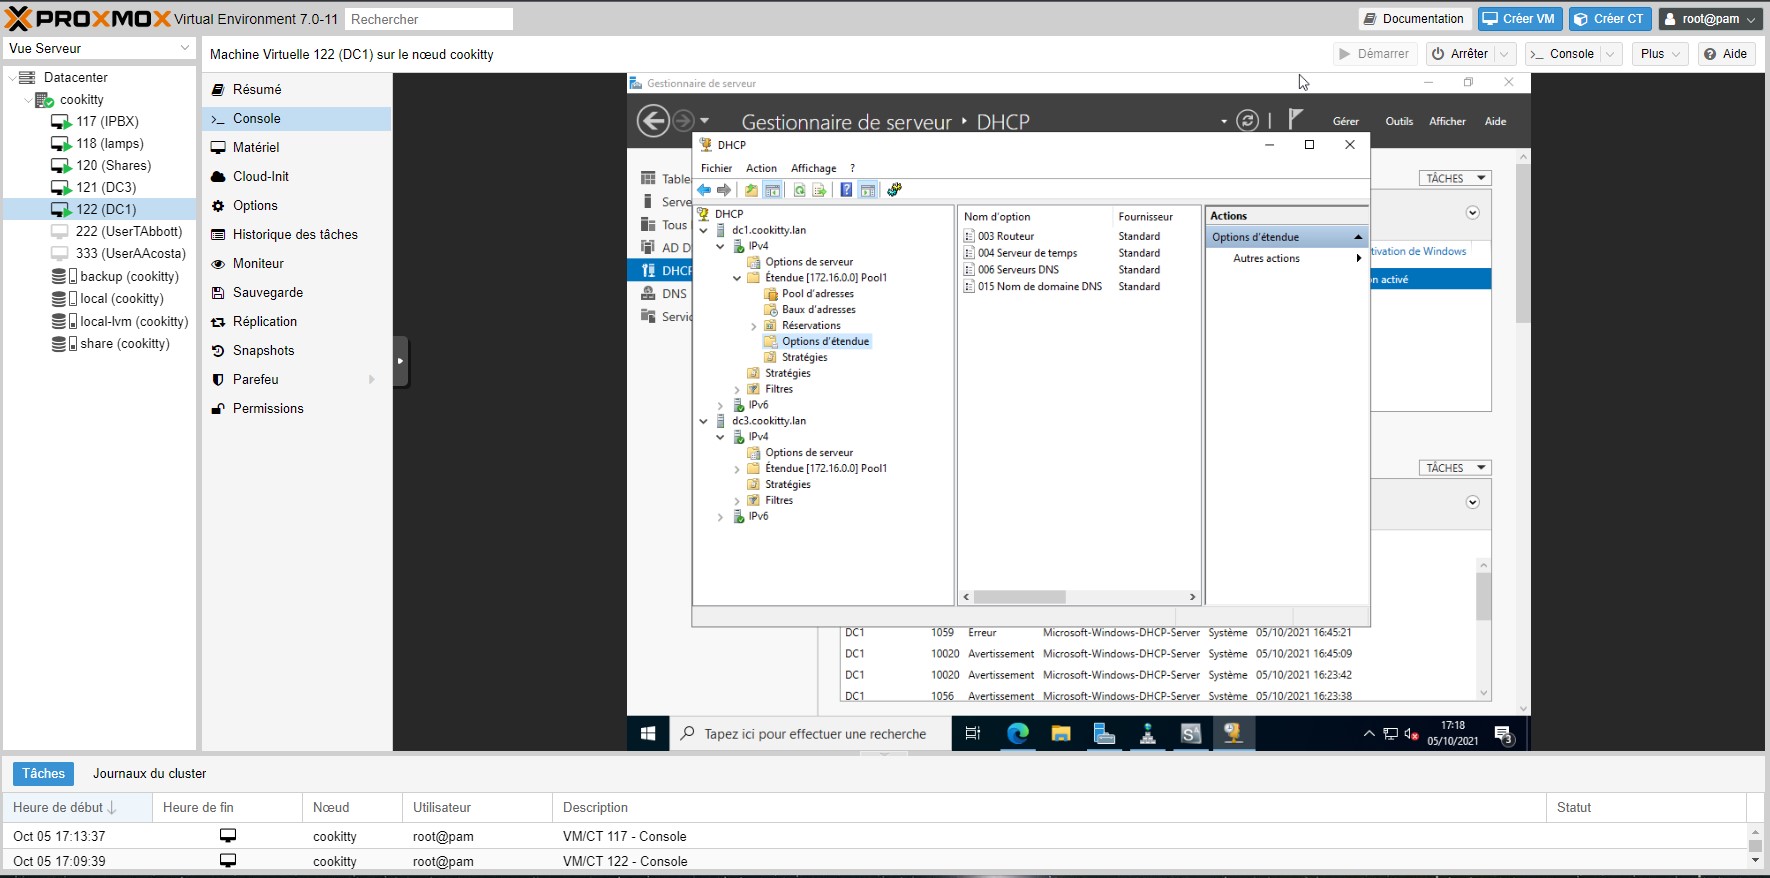 PROXMOX Virtual Environment 7.0-11 Rechercher Documentation Créer VM Créer CT root@pam
Vue Serveur
Machine Virtuelle 122 (DC1) sur le nœud cookitty Démarrer Arrêter Console Plus Aide
Datacenter
cookitty
117 (IPBX)
118 (lamps)
120 (Shares)
121 (DC3)
122 (DC1)
222 (UserTAbbott)
333 (UserAAcosta)
backup (cookitty)
local (cookitty)
local-lvm (cookitty)
share (cookitty)
Résumé
Console
Matériel
Cloud-Init
Options
Historique des tâches
Moniteur
Sauvegarde
Réplication
Snapshots
Parefeu
Permissions
Gestionnaire de serveur
Gestionnaire de serveur DHCP
Gérer Outils Afficher Aide
Table
Serve
Tous
AD D
DHCP
DNS
Servic
DHCP
Fichier Action Affichage ?
DHCP
dc1.cookitty.lan
IPv4
Options de serveur
Étendue [172.16.0.0] Pool1
Pool d'adresses
Baux d'adresses
Réservations
Options d'étendue
Stratégies
Stratégies
Filtres
IPv6
dc3.cookitty.lan
IPv4
Options de serveur
Étendue [172.16.0.0] Pool1
Stratégies
Filtres
IPv6
Nom d'option Fournisseur
003 Routeur Standard
004 Serveur de temps Standard
006 Serveurs DNS Standard
015 Nom de domaine DNS Standard
Actions
Options d'étendue
Autres actions
TÂCHES
tivation de Windows
on activé
TÂCHES
DC1 1059 Erreur Microsoft-Windows-DHCP-Server Système 05/10/2021 16:45:21
DC1 10020 Avertissement Microsoft-Windows-DHCP-Server Système 05/10/2021 16:45:09
DC1 10020 Avertissement Microsoft-Windows-DHCP-Server Système 05/10/2021 16:23:42
DC1 1056 Avertissement Microsoft-Windows-DHCP-Server Système 05/10/2021 16:23:38
Tapez ici pour effectuer une recherche
17:18
05/10/2021
3
Tâches Journaux du cluster
Heure de début Heure de fin Nœud Utilisateur Description Statut
Oct 05 17:13:37 cookitty root@pam VM/CT 117 - Console
Oct 05 17:09:39 cookitty root@pam VM/CT 122 - Console